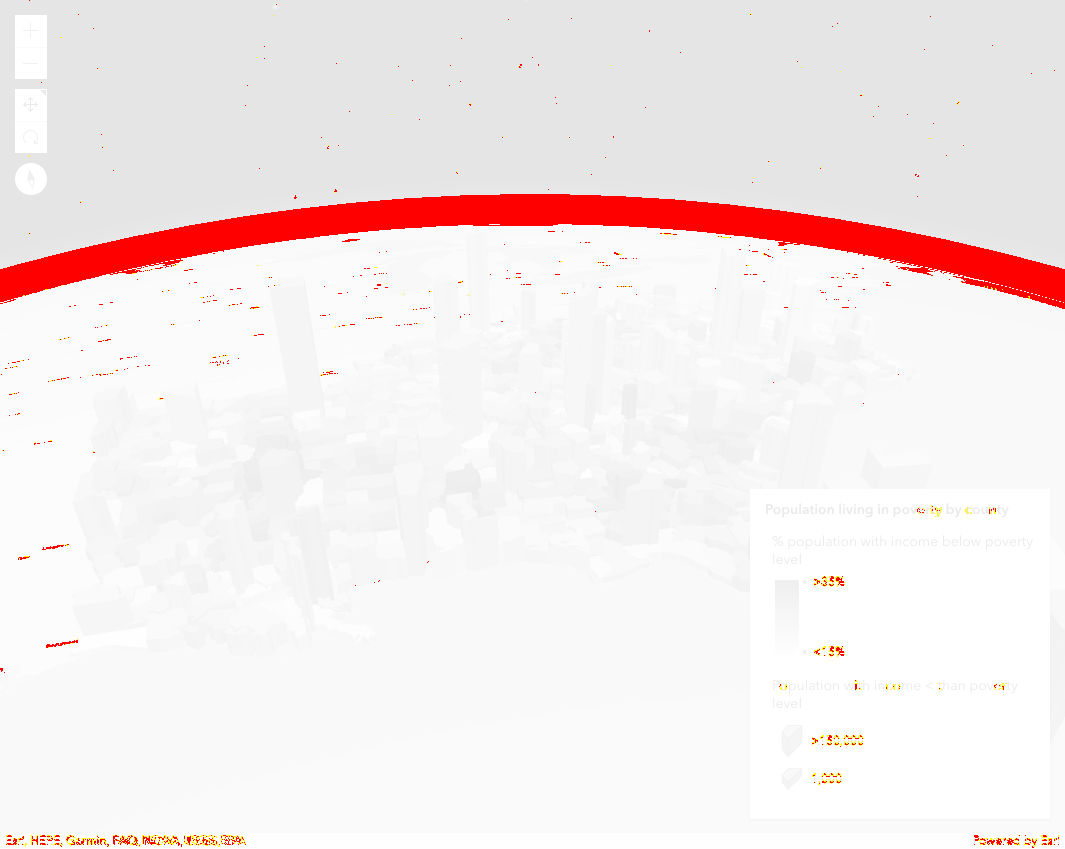 Population living in poverty by county
% population with income below poverty
level
>35%
<15%
Population with income < than poverty
level
>150,000
1,000
Esri, HERE, Garmin, FAO, NOAA, USGS, EPA
Powered by Esri